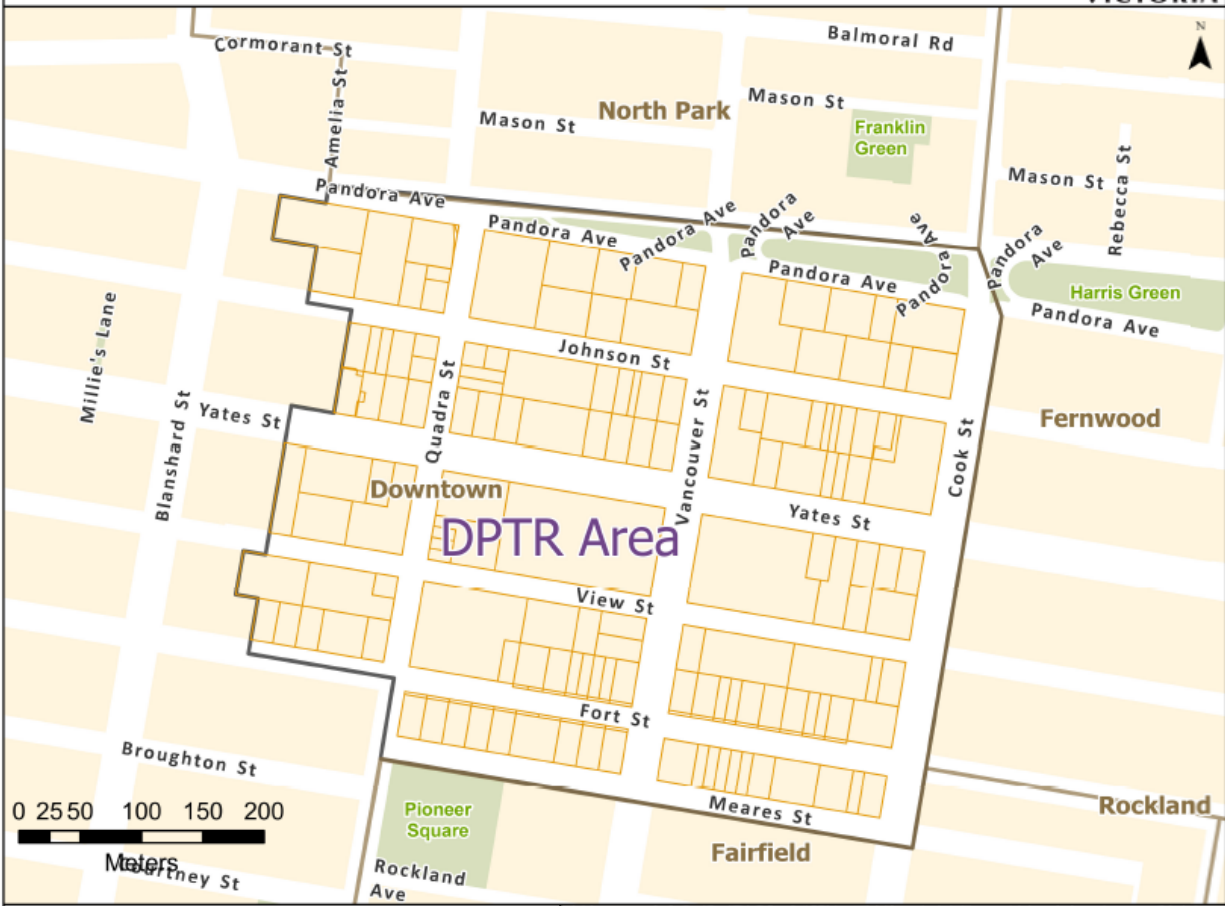 VICTORIA
N
Cormorant St
Balmoral Rd
Amelia St
Mason St
North Park
Mason St
Franklin
Green
Mason St
Rebecca St
Pandora Ave
Pandora Ave
Pandora Ave
Pandora
Ave
Pandora Ave
Pandora Ave
Pandora
Ave
Harris Green
Pandora Ave
Millie's Lane
Johnson St
Blanshard St
Yates St
Quadra St
Vancouver St
Cook St
Fernwood
Downtown
DPTR Area
Yates St
View St
Fort St
Broughton St
Meares St
Rockland
Pioneer
Square
Fairfield
0 25 50 100 150 200
Meters
Courtney St
Rockland
Ave